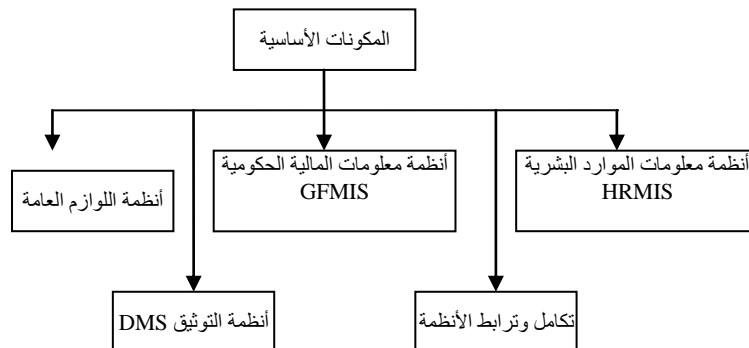 المكونات الأساسية
أنظمة معلومات الموارد البشرية
HRMIS
أنظمة معلومات المالية الحكومية
GFMIS
أنظمة اللوازم العامة
تكامل وترابط الأنظمة
أنظمة التوثيق DMS